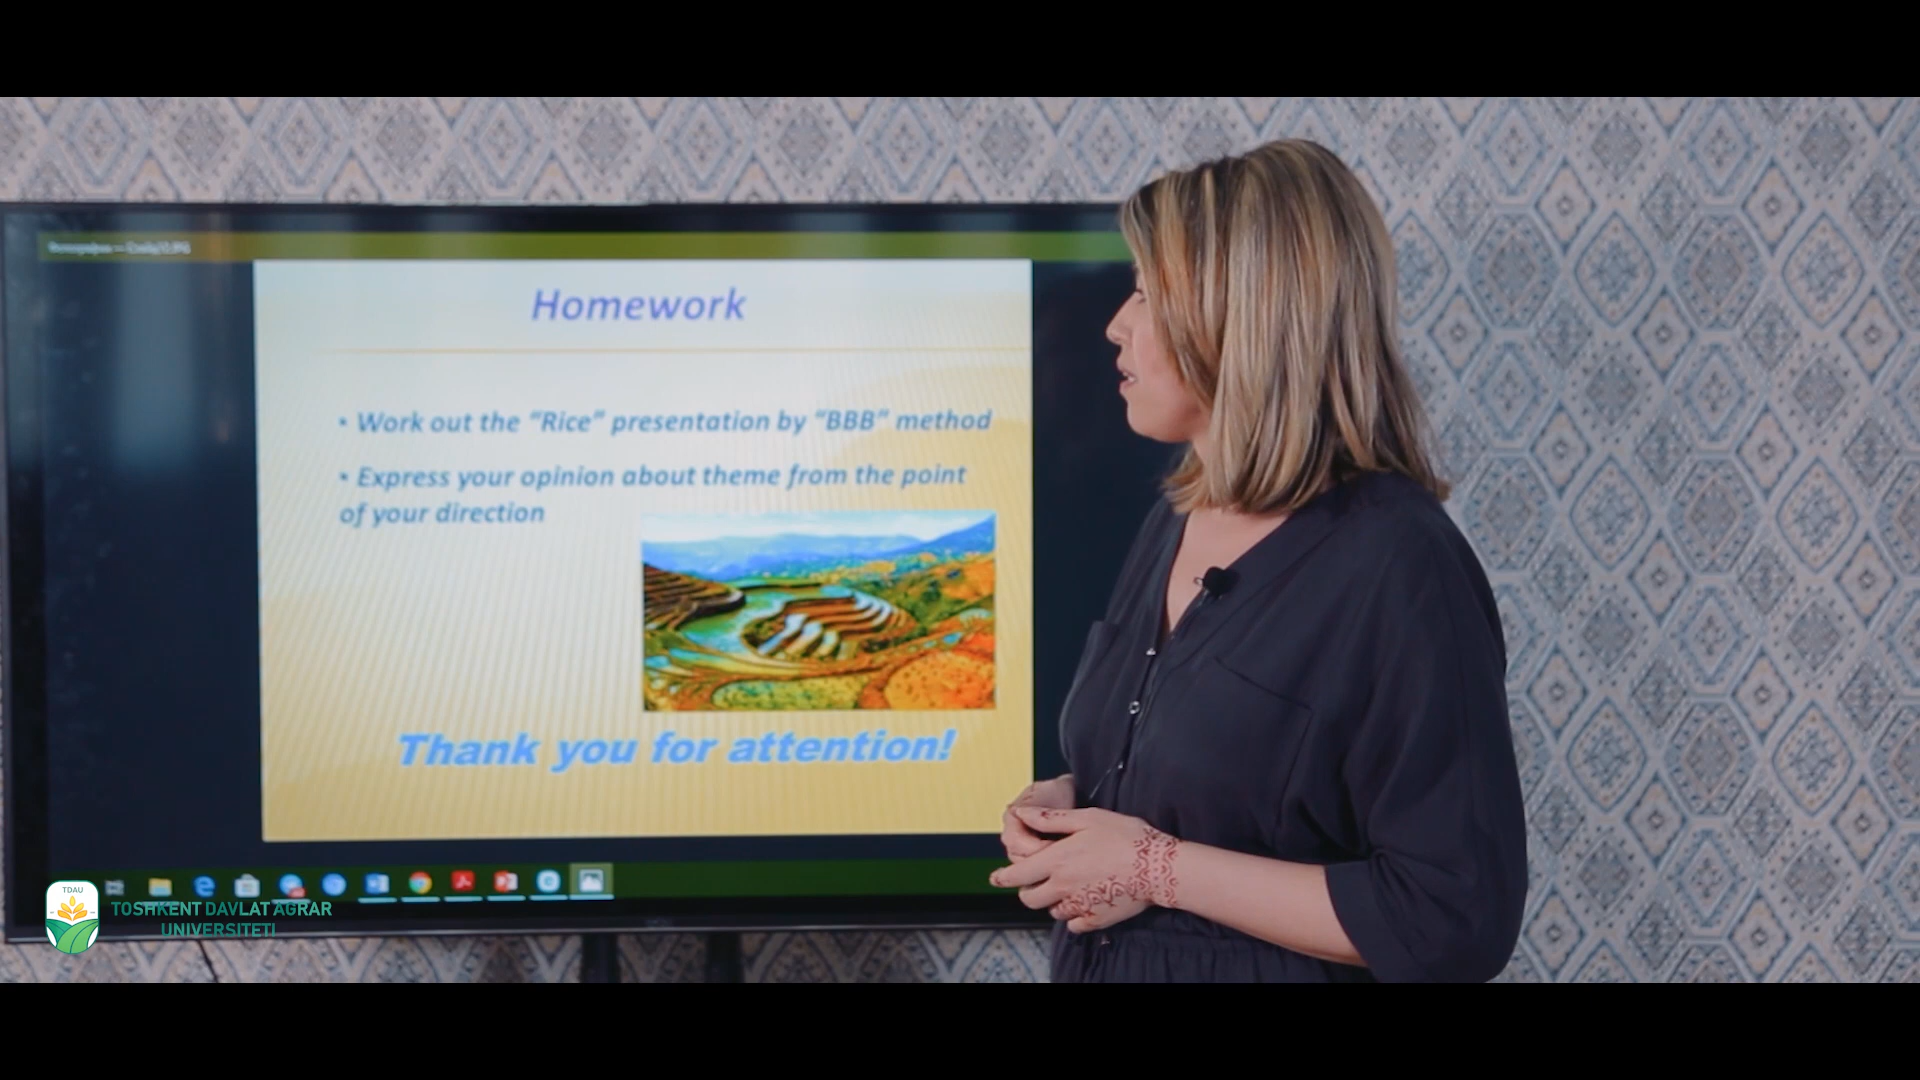 Homework
• Work out the “Rice” presentation by “BBB” method
• Express your opinion about theme from the point
of your direction
Thank you for attention!
TDAU
TOSHKENT DAVLAT AGRAR
UNIVERSITETI